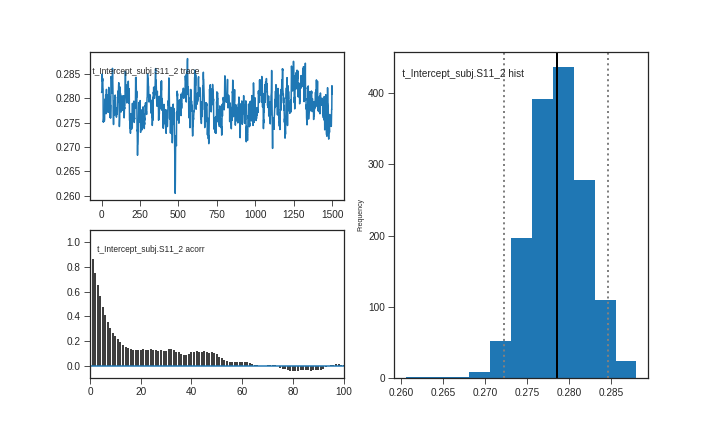 t_Intercept_subj.S11_2 trace
0.285
0.280
0.275
0.270
0.265
0.260
0 250 500 750 1000 1250 1500
t_Intercept_subj.S11_2 acorr
1.0
0.8
0.6
0.4
0.2
0.0
0 20 40 60 80 100
t_Intercept_subj.S11_2 hist
Frequency
400
300
200
100
0
0.260 0.265 0.270 0.275 0.280 0.285